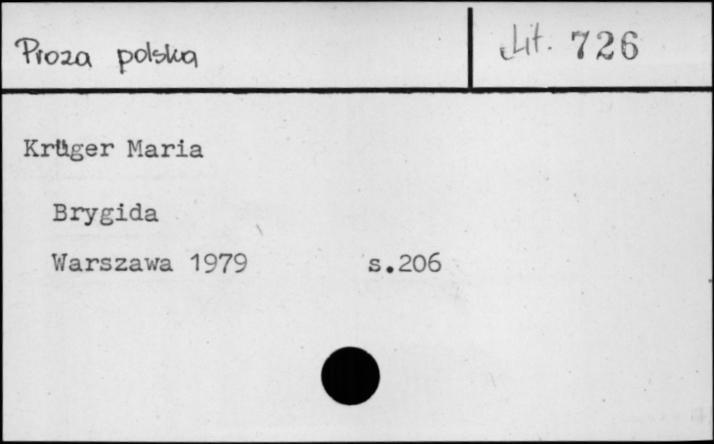 Proza polska
Lit. 726
Krüger Maria
Brygida
Warszawa 1979 s.206